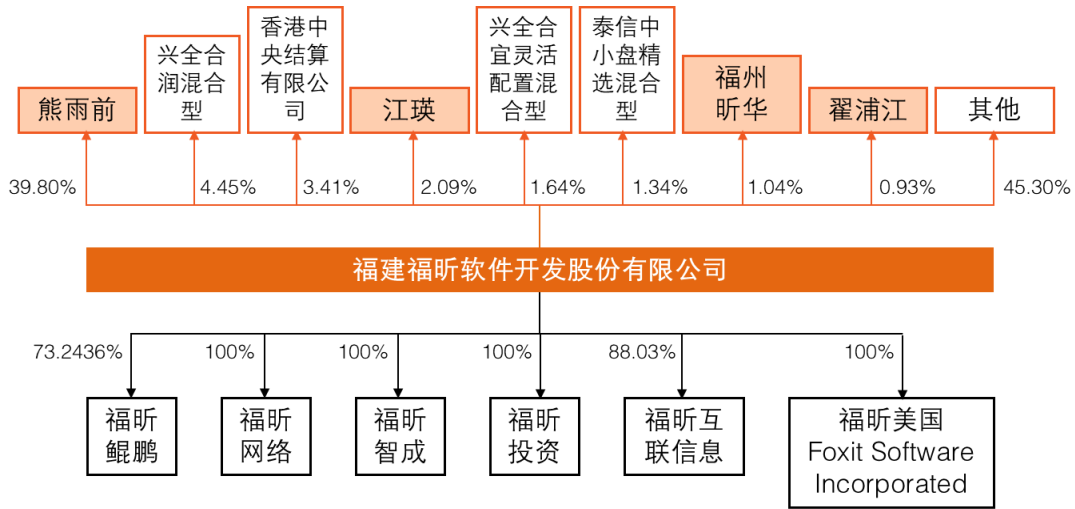 熊雨前
兴全合
润混合
型
香港中
央结算
有限公
司
江瑛
兴全合
宜灵活
配置混
合型
泰信中
小盘精
选混合
型
福州
昕华
翟浦江
其他
39.80%
4.45%
3.41%
2.09%
1.64%
1.34%
1.04%
0.93%
45.30%
福建福昕软件开发股份有限公司
73.2436%
100%
100%
100%
88.03%
100%
福昕
鲲鹏
福昕
网络
福昕
智成
福昕
投资
福昕互
联信息
福昕美国
Foxit Software
Incorporated